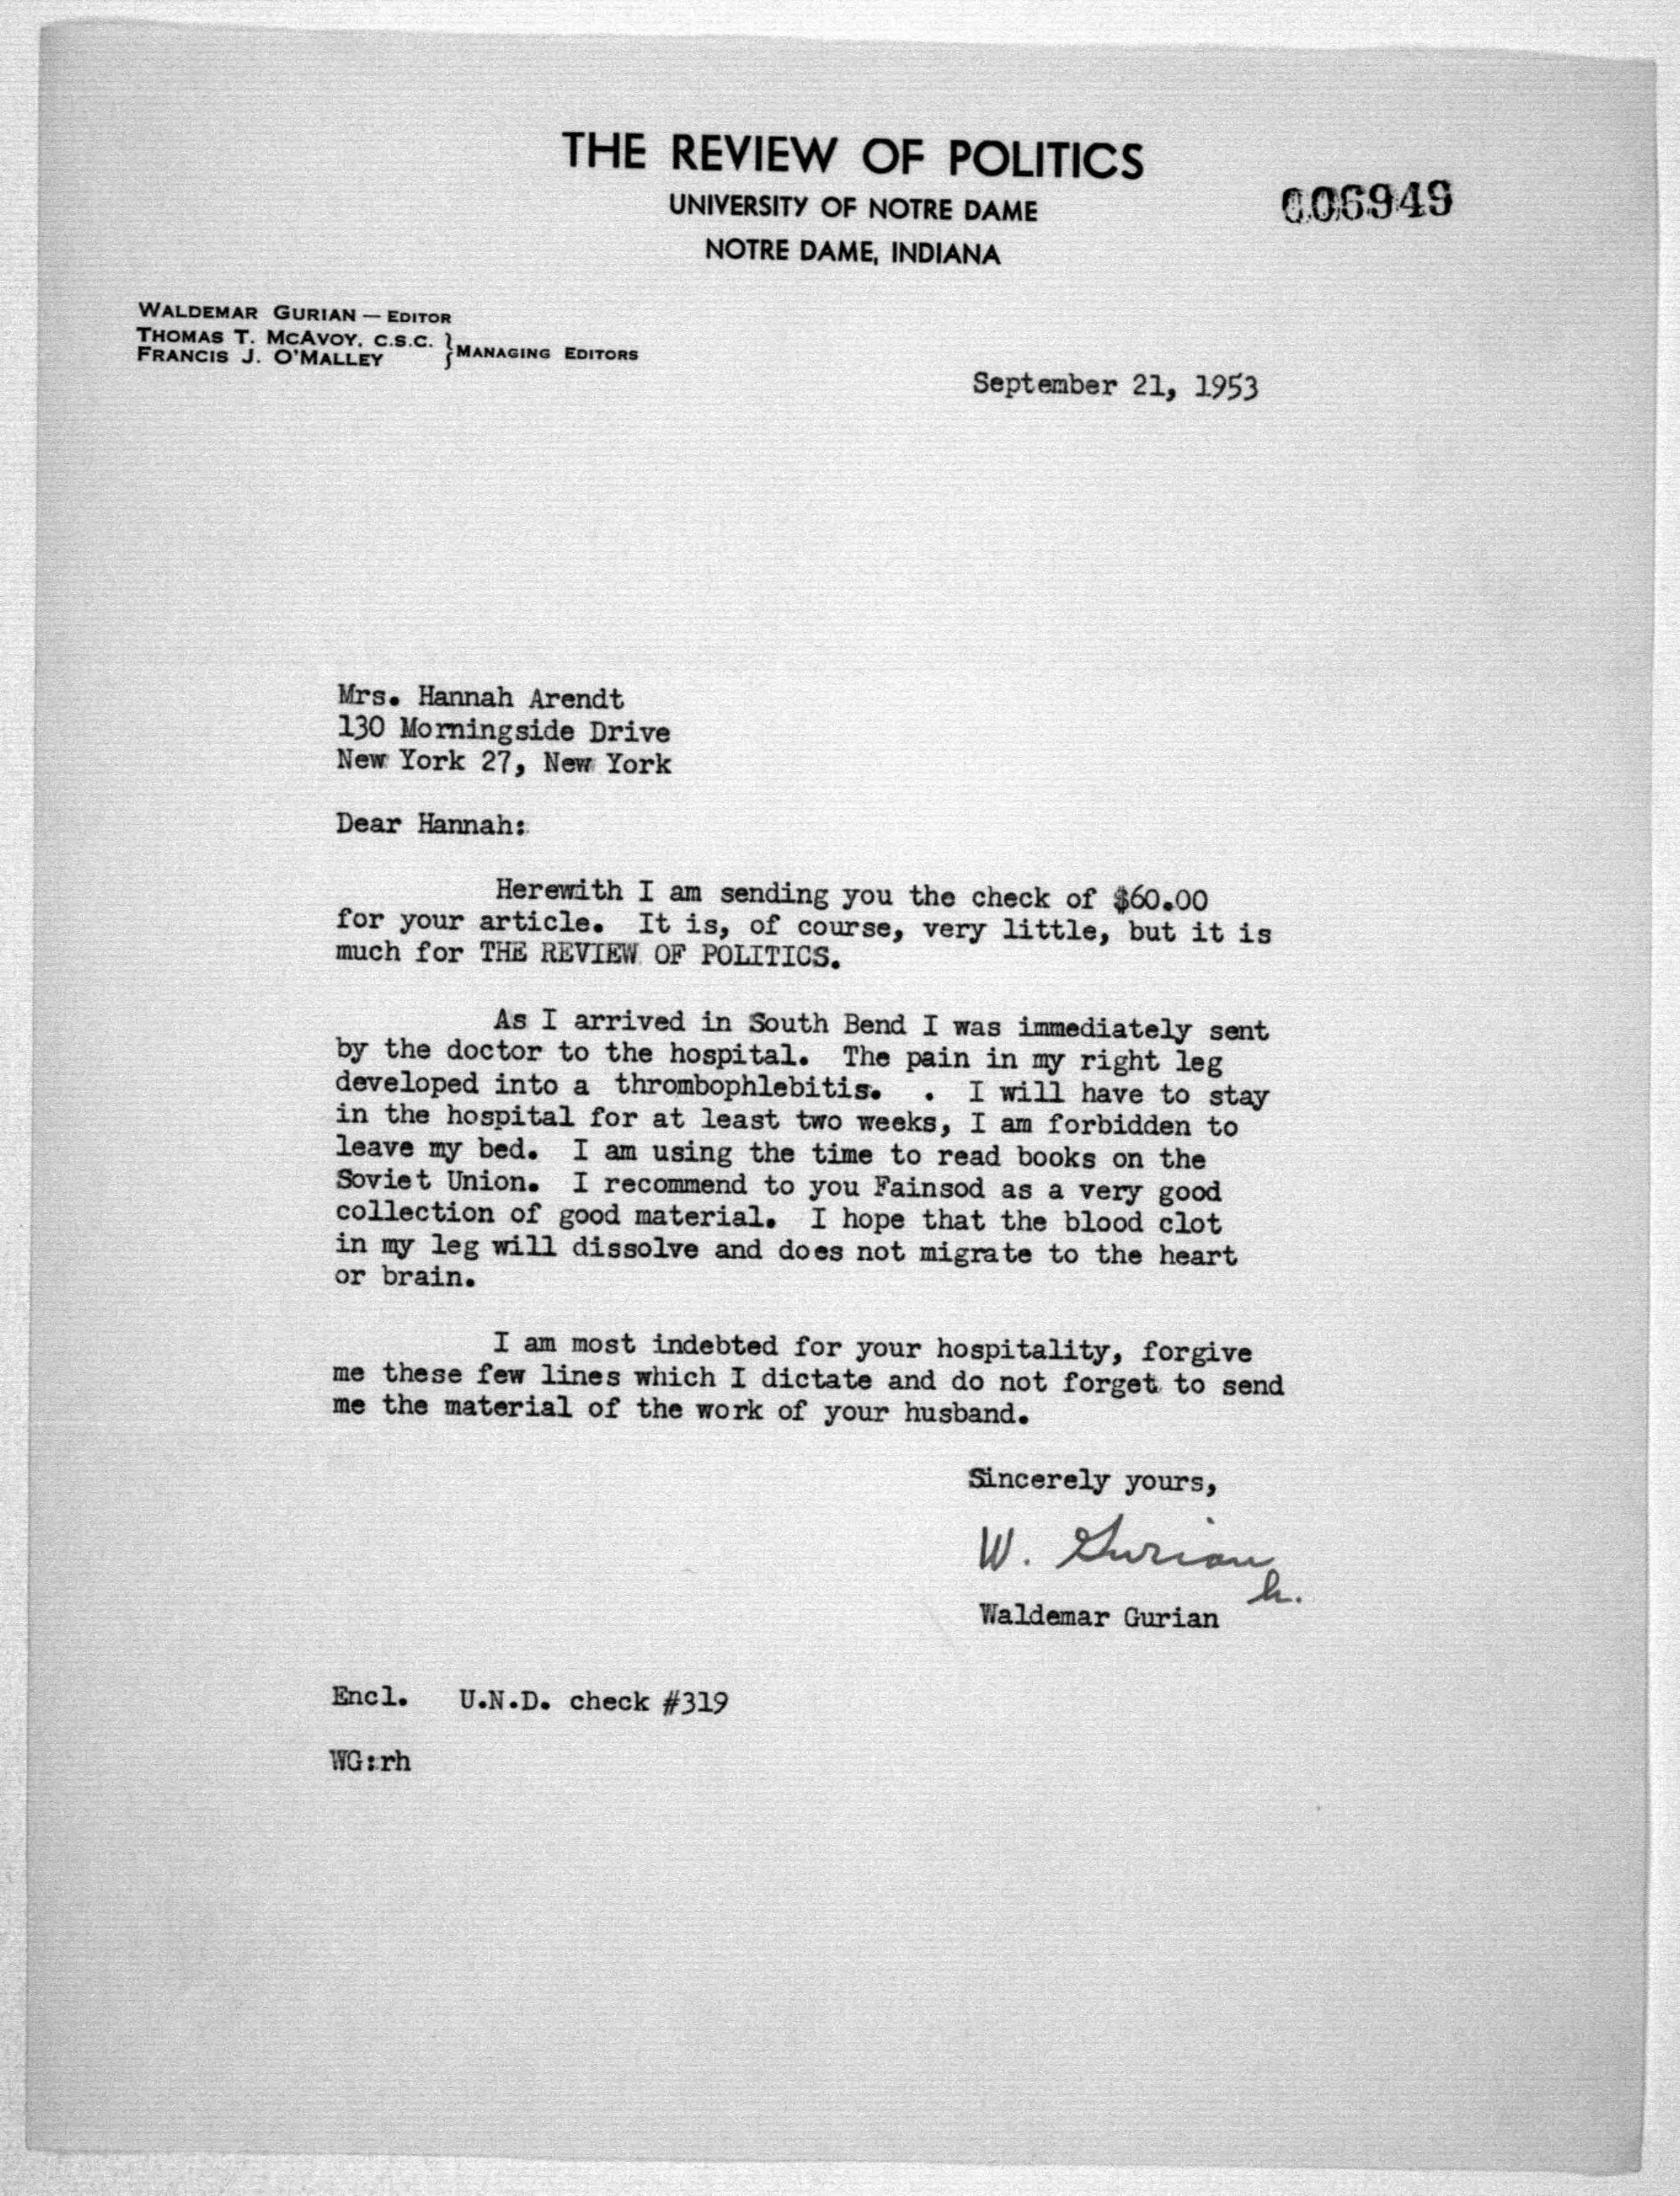 THE REVIEW OF POLITICS
UNIVERSITY OF NOTRE DAME
NOTRE DAME, INDIANA
006949
WALDEMAR GURIAN — EDITOR
THOMAS T. MCAVOY, C.S.C.
FRANCIS J. O'MALLEY } MANAGING EDITORS
September 21, 1953
Mrs. Hannah Arendt
130 Morningside Drive
New York 27, New York
Dear Hannah:
Herewith I am sending you the check of $60.00
for your article. It is, of course, very little, but it is
much for THE REVIEW OF POLITICS.
As I arrived in South Bend I was immediately sent
by the doctor to the hospital. The pain in my right leg
developed into a thrombophlebitis. . I will have to stay
in the hospital for at least two weeks, I am forbidden to
leave my bed. I am using the time to read books on the
Soviet Union. I recommend to you Fainsod as a very good
collection of good material. I hope that the blood clot
in my leg will dissolve and does not migrate to the heart
or brain.
I am most indebted for your hospitality, forgive
me these few lines which I dictate and do not forget to send
me the material of the work of your husband.
Sincerely yours,
W. Gurian
h.
Waldemar Gurian
Encl. U.N.D. check #319
WG:rh